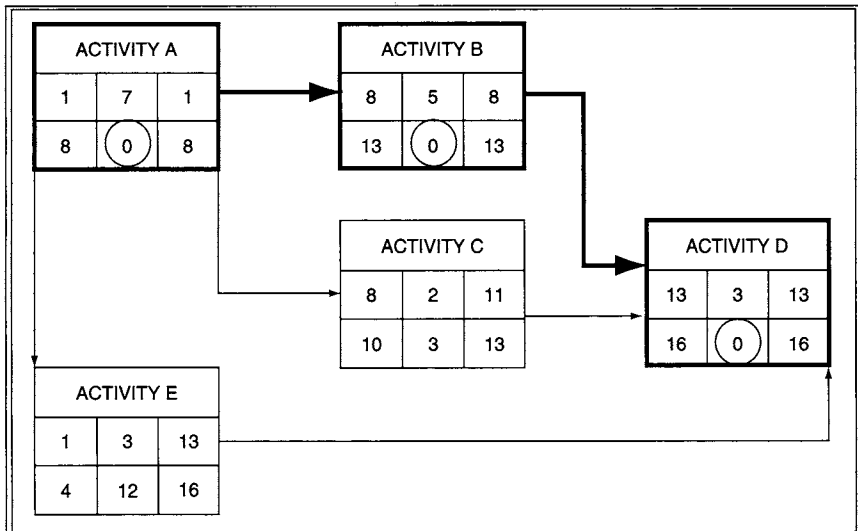 ACTIVITY A
1 7 1
8 0 8
ACTIVITY B
8 5 8
13 0 13
ACTIVITY C
8 2 11
10 3 13
ACTIVITY D
13 3 13
16 0 16
ACTIVITY E
1 3 13
4 12 16